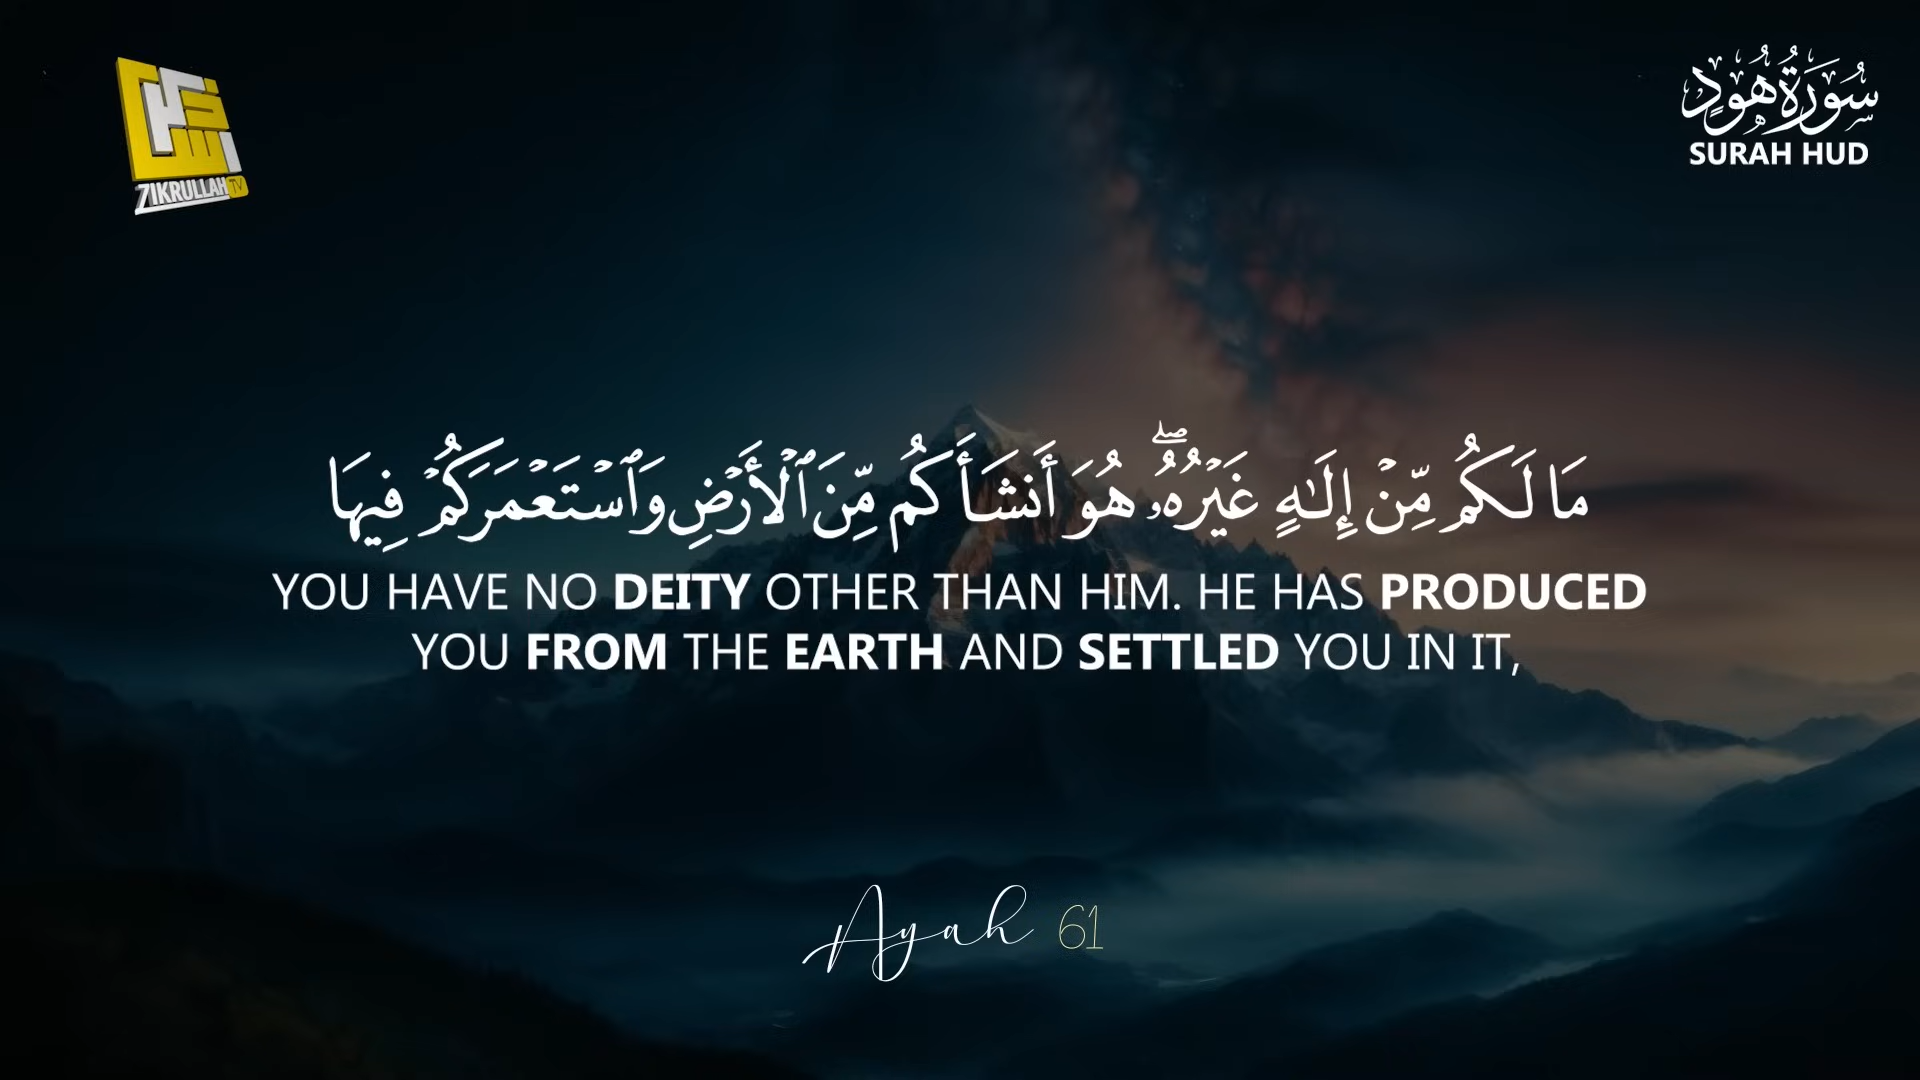 ZIKRULLAH TV
سُورَةُ هُودٍ
SURAH HUD
مَا لَكُم مِّنْ إِلَٰهٍ غَيْرُهُۥۖ هُوَ أَنشَأَكُم مِّنَ ٱلْأَرْضِ وَٱسْتَعْمَرَكُمْ فِيهَا
YOU HAVE NO DEITY OTHER THAN HIM. HE HAS PRODUCED
YOU FROM THE EARTH AND SETTLED YOU IN IT,
Ayah 61